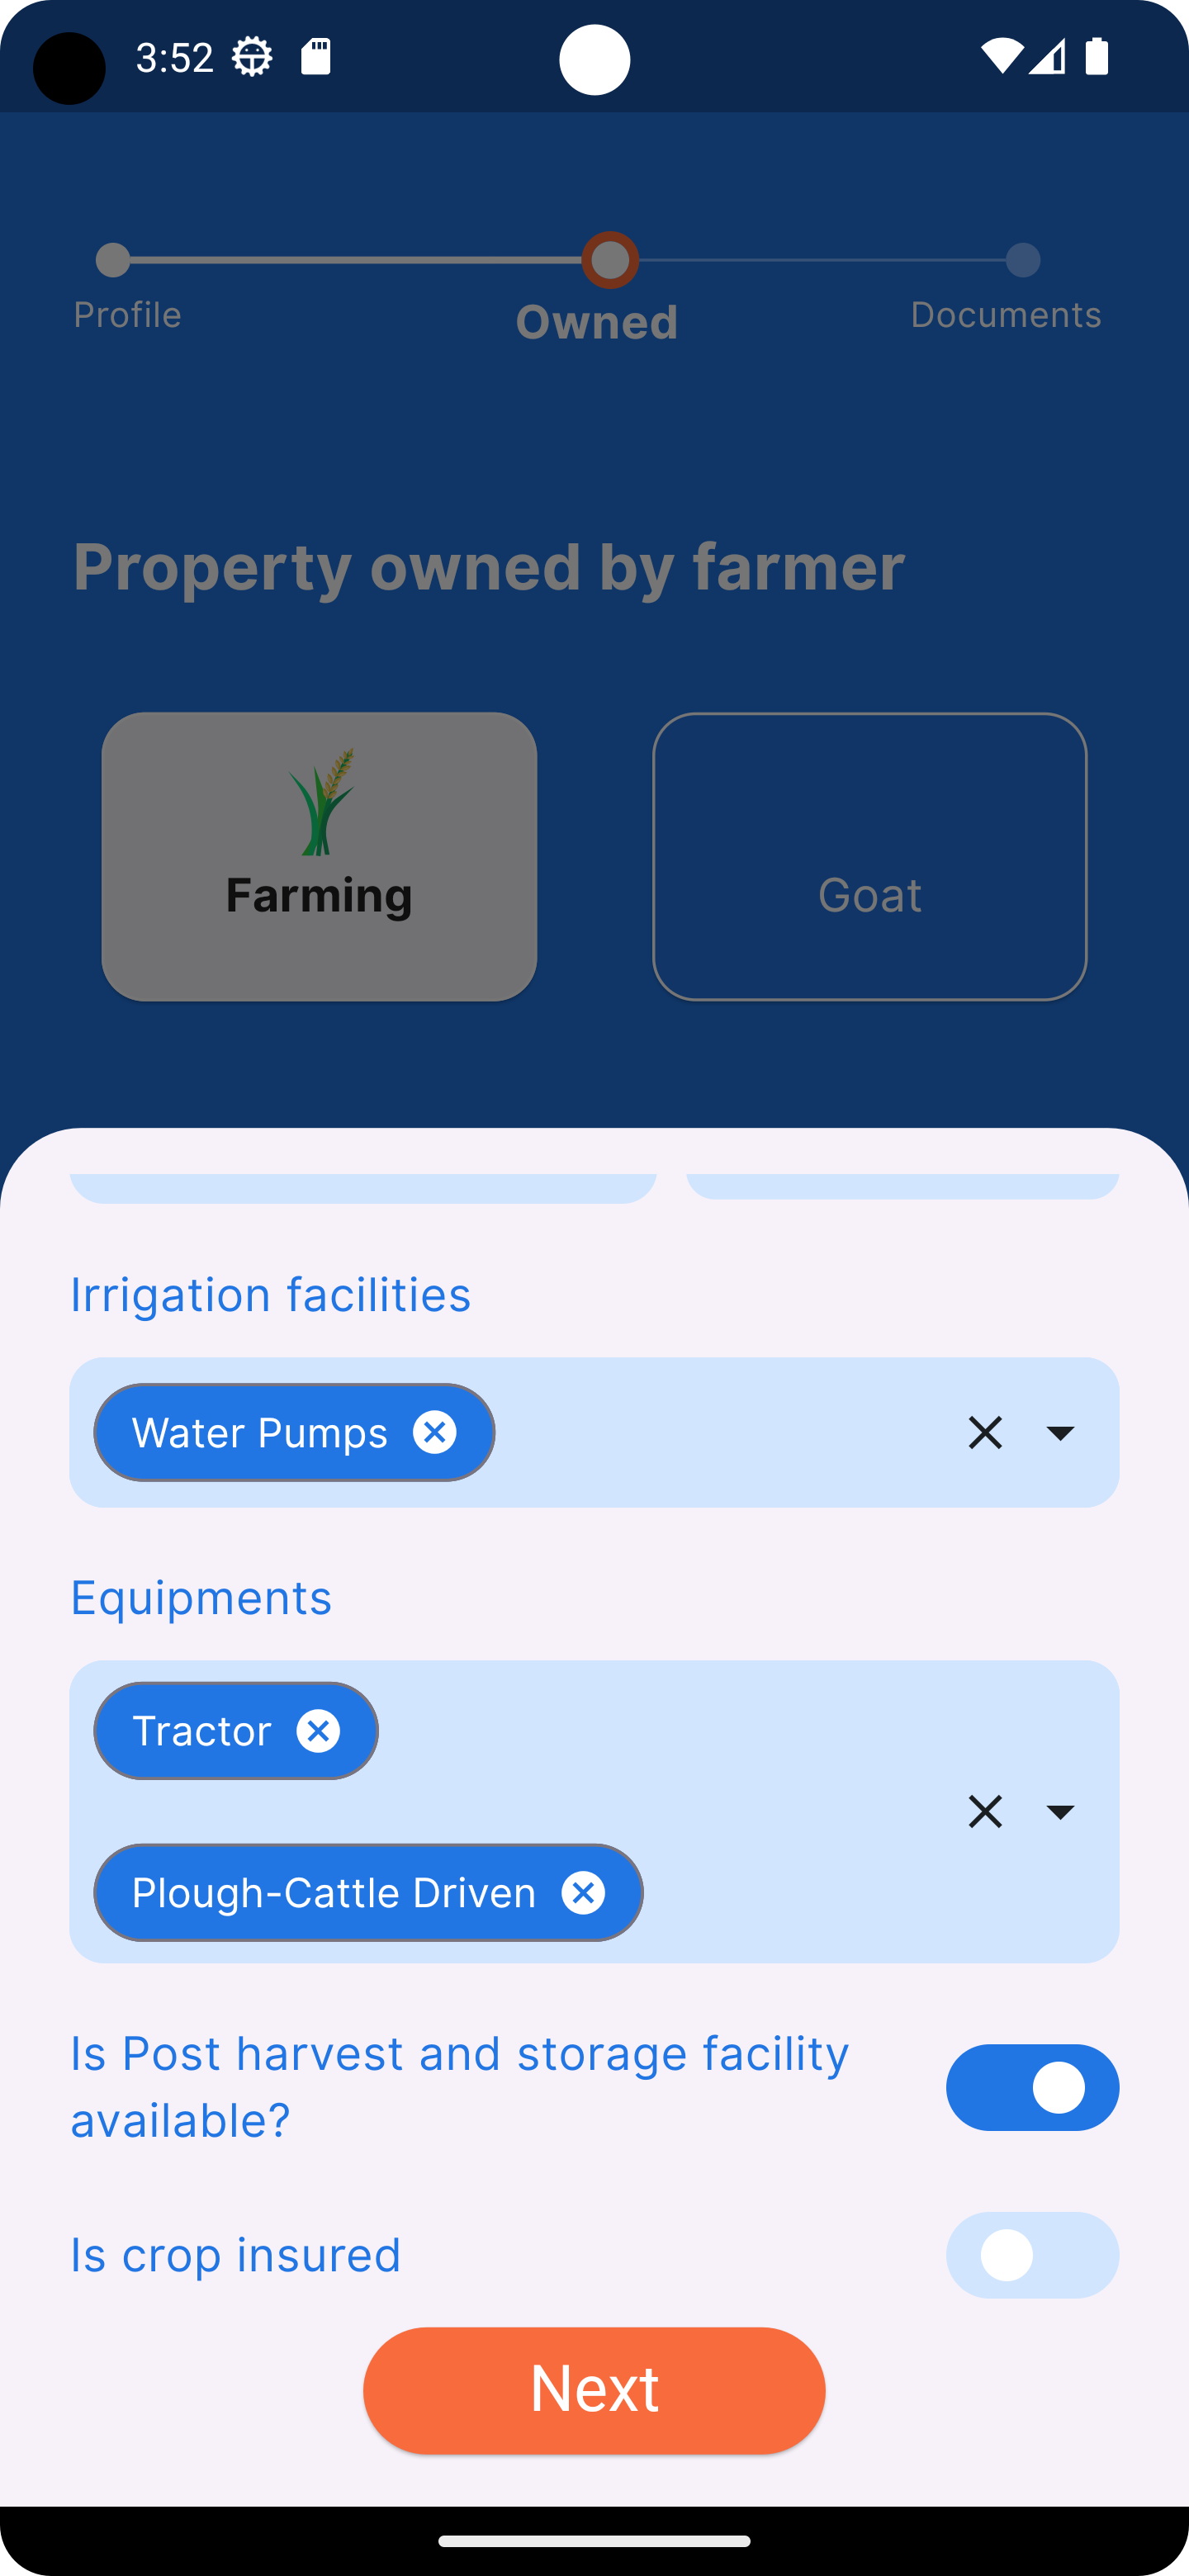 3:52
Profile
Owned
Documents
Property owned by farmer
Farming
Goat
Irrigation facilities
Water Pumps
Equipments
Tractor
Plough-Cattle Driven
Is Post harvest and storage facility
available?
Is crop insured
Next